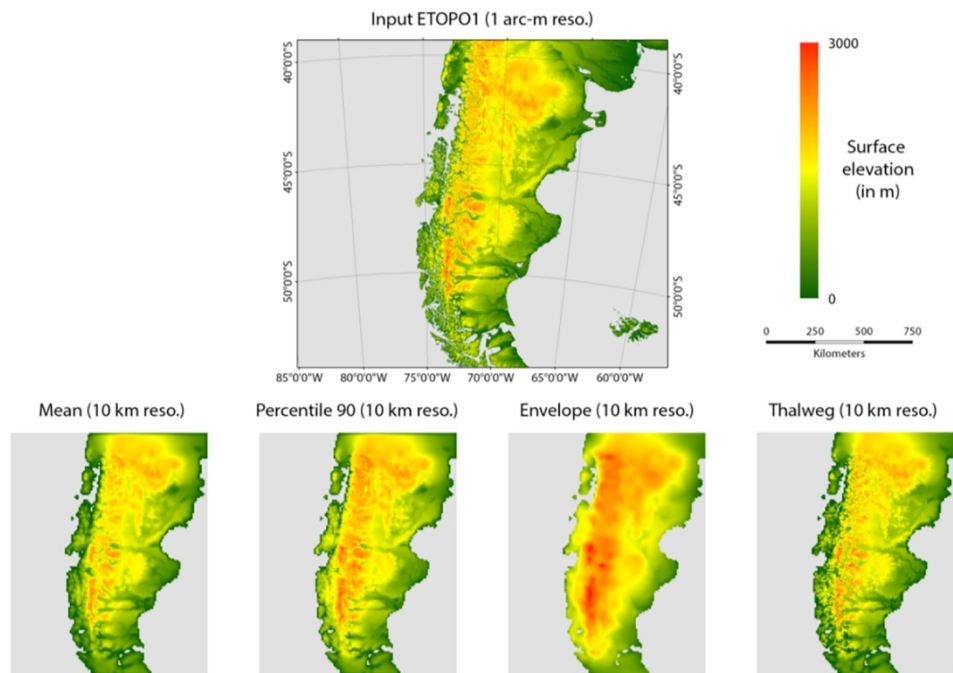 Input ETOPO1 (1 arc-m reso.)
40°0'0"S
45°0'0"S
50°0'0"S
40°0'0"S
45°0'0"S
50°0'0"S
85°0'0"W
80°0'0"W
75°0'0"W
70°0'0"W
65°0'0"W
60°0'0"W
3000
Surface
elevation
(in m)
0
0 250 500 750
Kilometers
Mean (10 km reso.)
Percentile 90 (10 km reso.)
Envelope (10 km reso.)
Thalweg (10 km reso.)